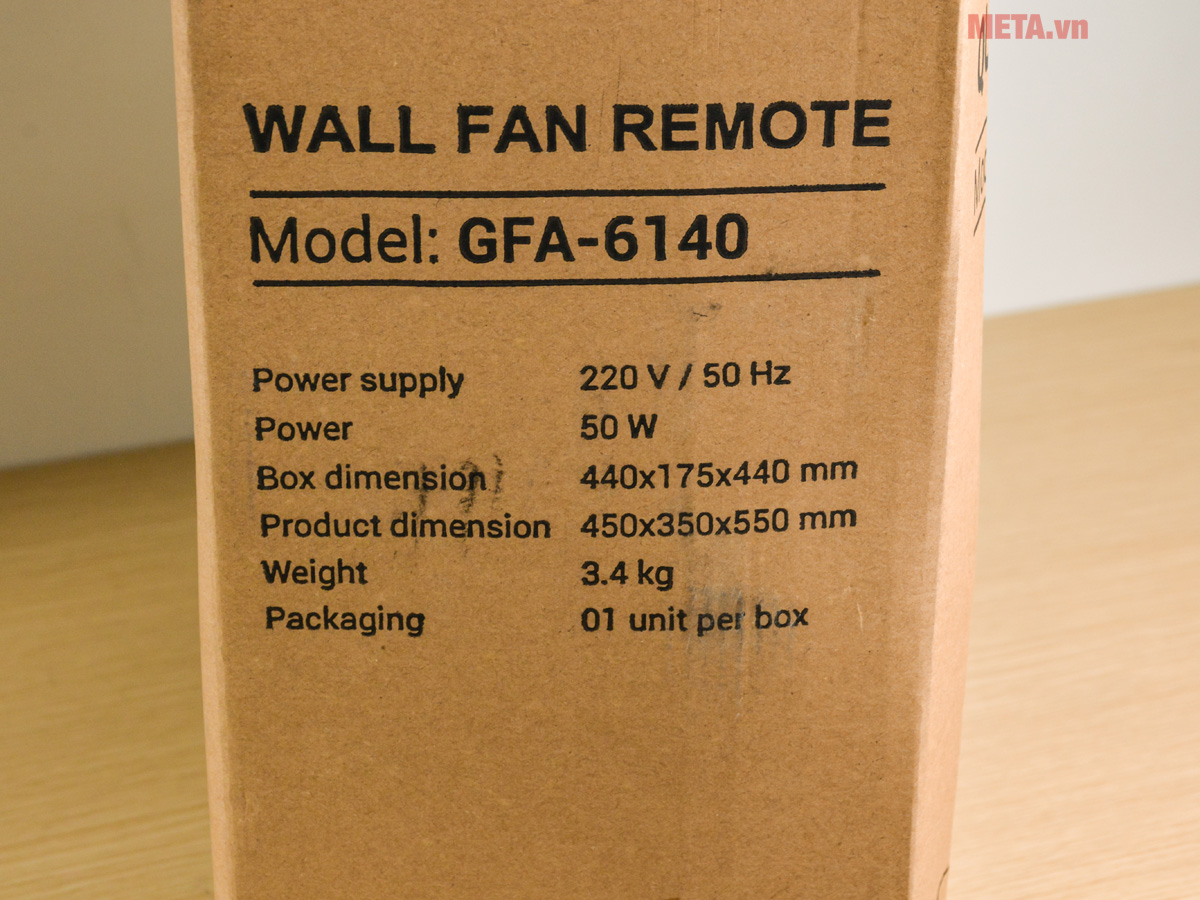 META.vn
WALL FAN REMOTE
Model: GFA-6140
Power supply 220 V / 50 Hz
Power 50 W
Box dimension 440x175x440 mm
Product dimension 450x350x550 mm
Weight 3.4 kg
Packaging 01 unit per box